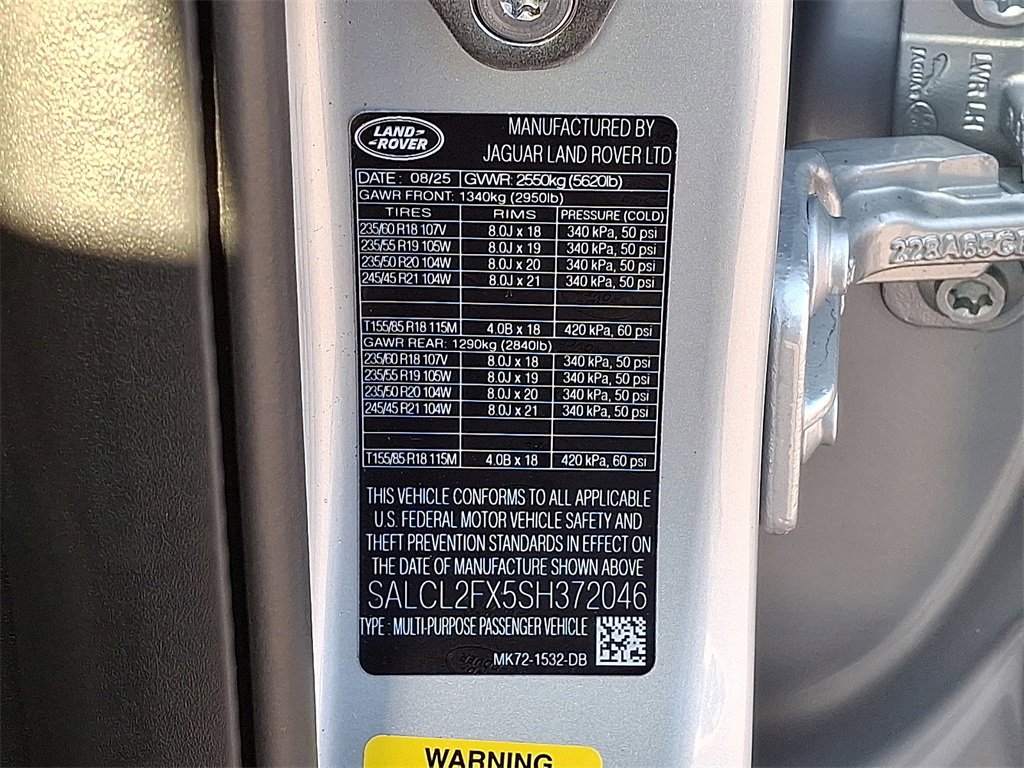 LAND ROVER
MANUFACTURED BY
JAGUAR LAND ROVER LTD
DATE : 08/25 GVWR: 2550kg (5620lb)
GAWR FRONT: 1340kg (2950lb)
TIRES RIMS PRESSURE (COLD)
235/60 R18 107V 8.0J x 18 340 kPa, 50 psi
235/55 R19 105W 8.0J x 19 340 kPa, 50 psi
235/50 R20 104W 8.0J x 20 340 kPa, 50 psi
245/45 R21 104W 8.0J x 21 340 kPa, 50 psi
T155/85 R18 115M 4.0B x 18 420 kPa, 60 psi
GAWR REAR: 1290kg (2840lb)
235/60 R18 107V 8.0J x 18 340 kPa, 50 psi
235/55 R19 105W 8.0J x 19 340 kPa, 50 psi
235/50 R20 104W 8.0J x 20 340 kPa, 50 psi
245/45 R21 104W 8.0J x 21 340 kPa, 50 psi
T155/85 R18 115M 4.0B x 18 420 kPa, 60 psi
THIS VEHICLE CONFORMS TO ALL APPLICABLE
U.S. FEDERAL MOTOR VEHICLE SAFETY AND
THEFT PREVENTION STANDARDS IN EFFECT ON
THE DATE OF MANUFACTURE SHOWN ABOVE
SALCL2FX5SH372046
TYPE : MULTI-PURPOSE PASSENGER VEHICLE
MK72-1532-DB
WARNING
JAGUAR
LWR LH